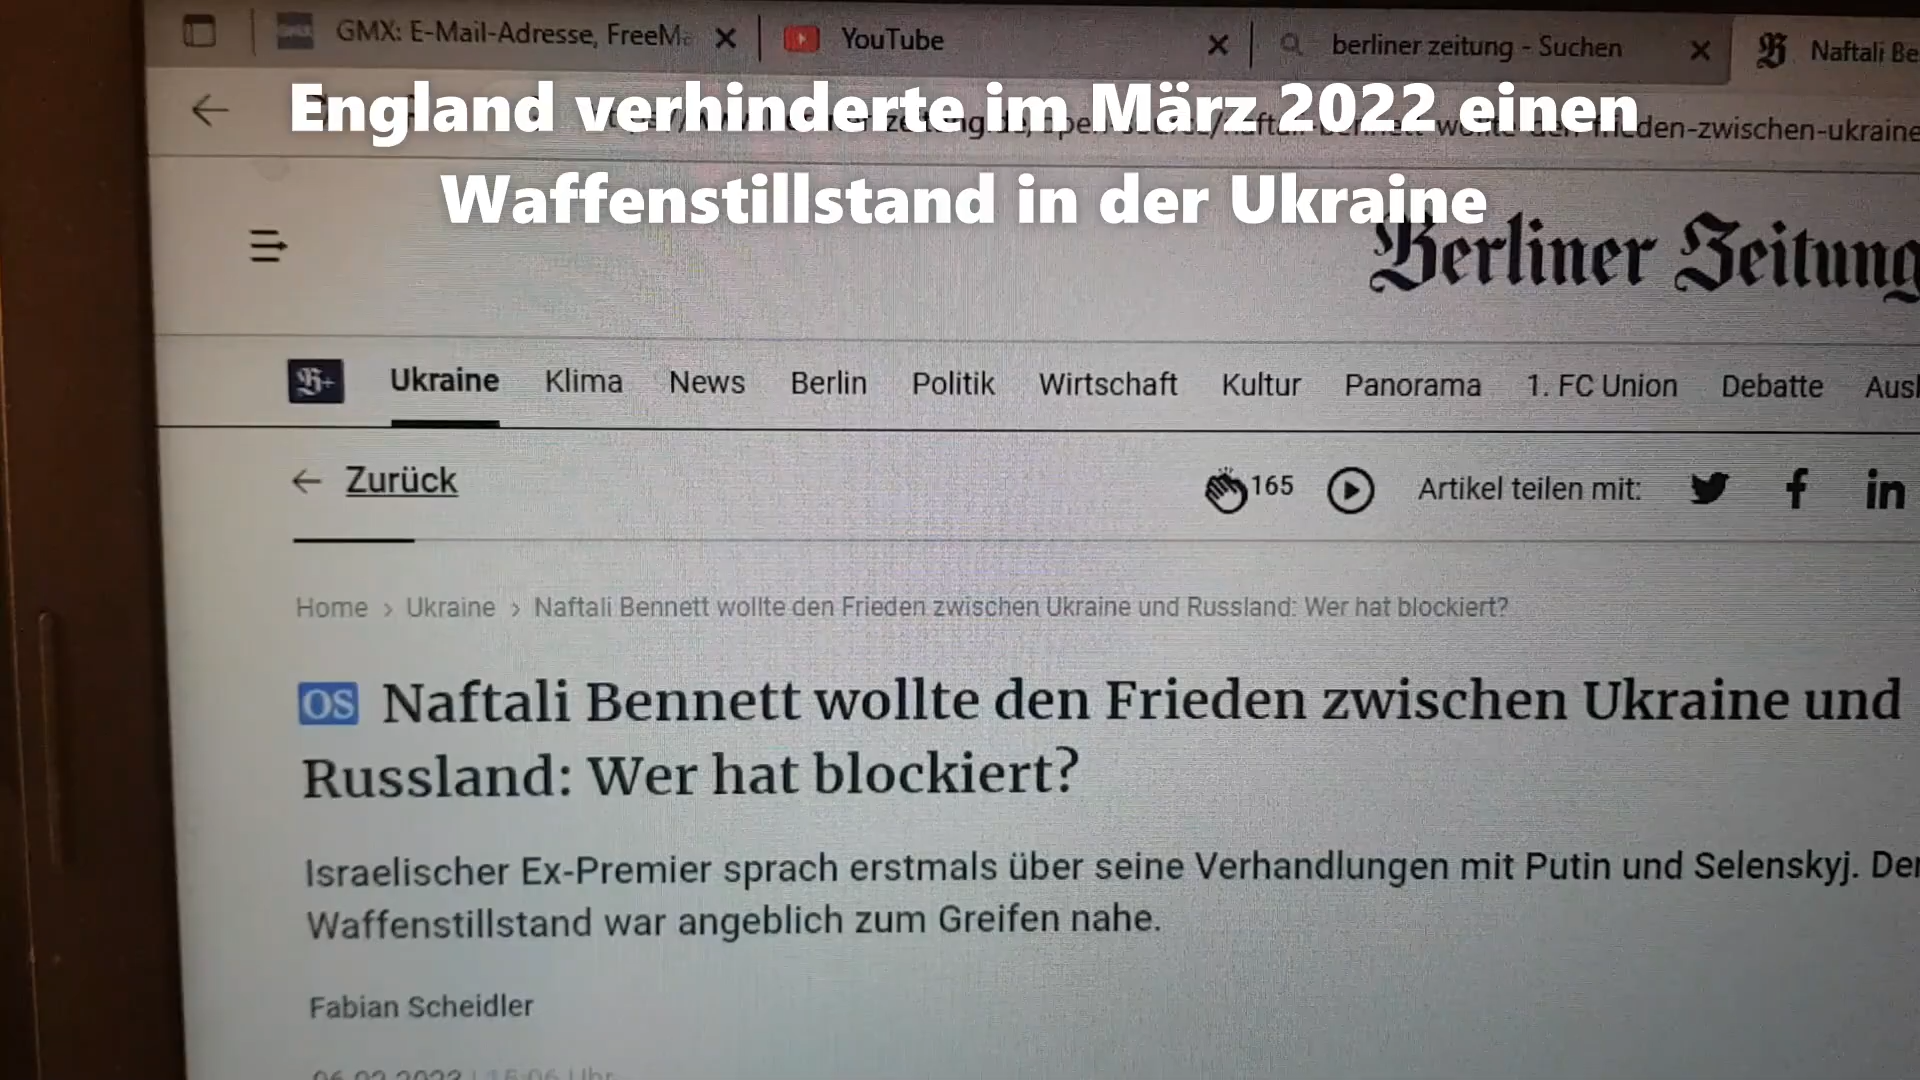 GMX: E-Mail-Adresse, FreeMa
YouTube
berliner zeitung - Suchen
Naftali Be
England verhinderte im März 2022 einen
Waffenstillstand in der Ukraine
Berliner Zeitung
B+
Ukraine
Klima
News
Berlin
Politik
Wirtschaft
Kultur
Panorama
1. FC Union
Debatte
Ausl
← Zurück
165
Artikel teilen mit:
Home > Ukraine > Naftali Bennett wollte den Frieden zwischen Ukraine und Russland: Wer hat blockiert?
OS Naftali Bennett wollte den Frieden zwischen Ukraine und
Russland: Wer hat blockiert?
Israelischer Ex-Premier sprach erstmals über seine Verhandlungen mit Putin und Selenskyj. Der
Waffenstillstand war angeblich zum Greifen nahe.
Fabian Scheidler